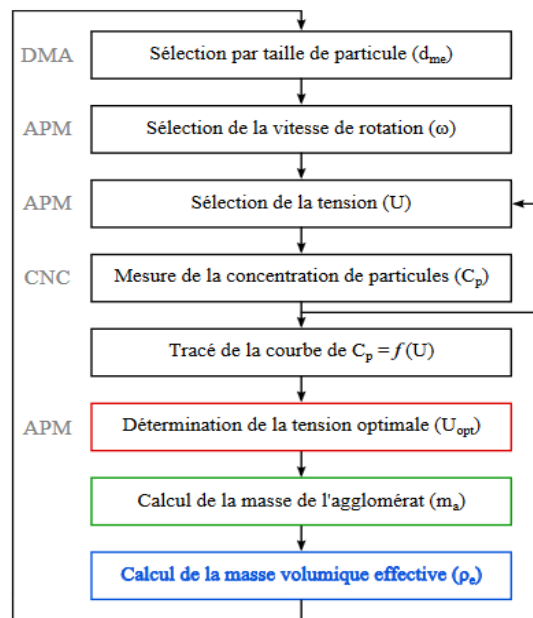 DMA Sélection par taille de particule (dme)
APM Sélection de la vitesse de rotation (ω)
APM Sélection de la tension (U)
CNC Mesure de la concentration de particules (Cp)
Tracé de la courbe de Cp = f (U)
APM Détermination de la tension optimale (Uopt)
Calcul de la masse de l'agglomérat (ma)
Calcul de la masse volumique effective (ρe)